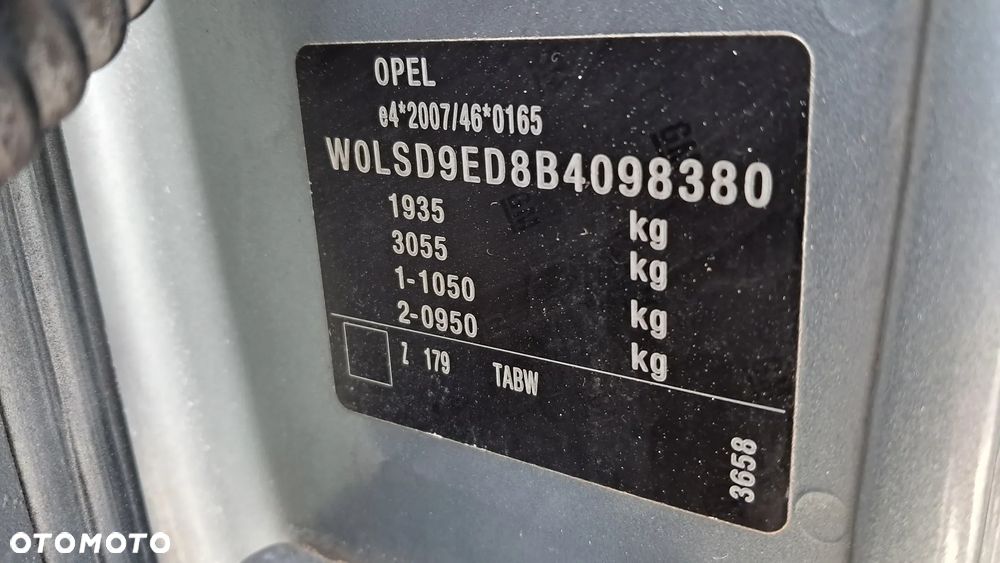 OPEL
e4*2007/46*0165
W0LSD9ED8B4098380
1935 kg
3055 kg
1-1050 kg
2-0950 kg
Z 179 TABW
3658
OTOMOTO